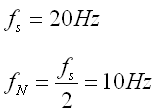 f_s = 20Hz
f_N = f_s/2 = 10Hz